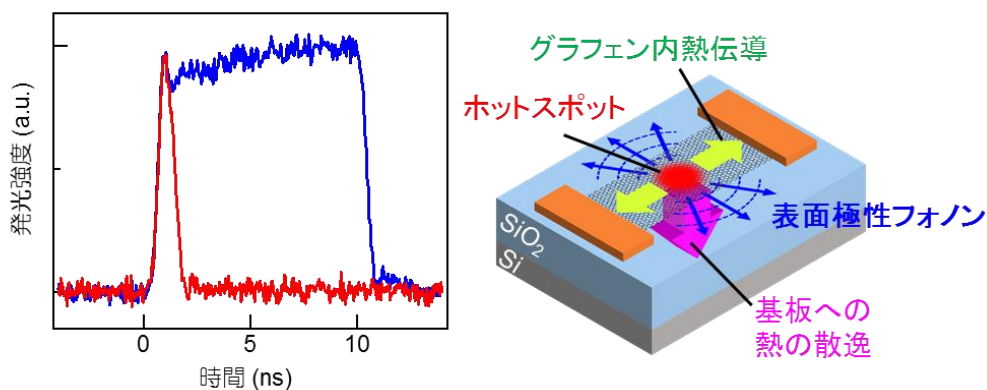 発光強度 (a.u.)
0
5
10
時間 (ns)
グラフェン内熱伝導
ホットスポット
表面極性フォノン
SiO2
Si
基板への
熱の散逸